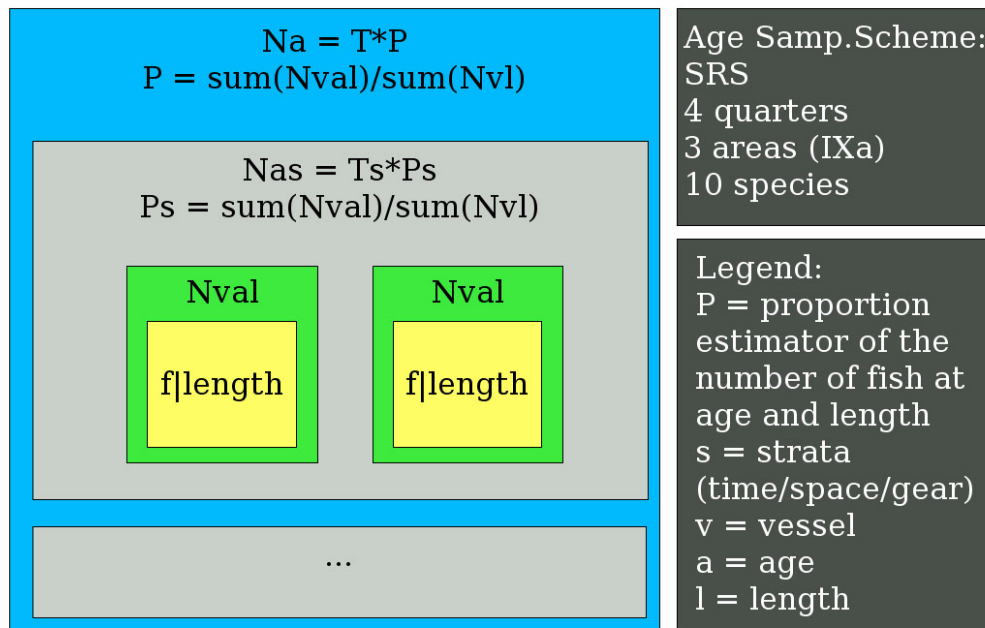 Na = T*P
P = sum(Nval)/sum(Nvl)
Nas = Ts*Ps
Ps = sum(Nval)/sum(Nvl)
Nval
f|length
Nval
f|length
...
Age Samp.Scheme:
SRS
4 quarters
3 areas (IXa)
10 species
Legend:
P = proportion
estimator of the
number of fish at
age and length
s = strata
(time/space/gear)
v = vessel
a = age
l = length